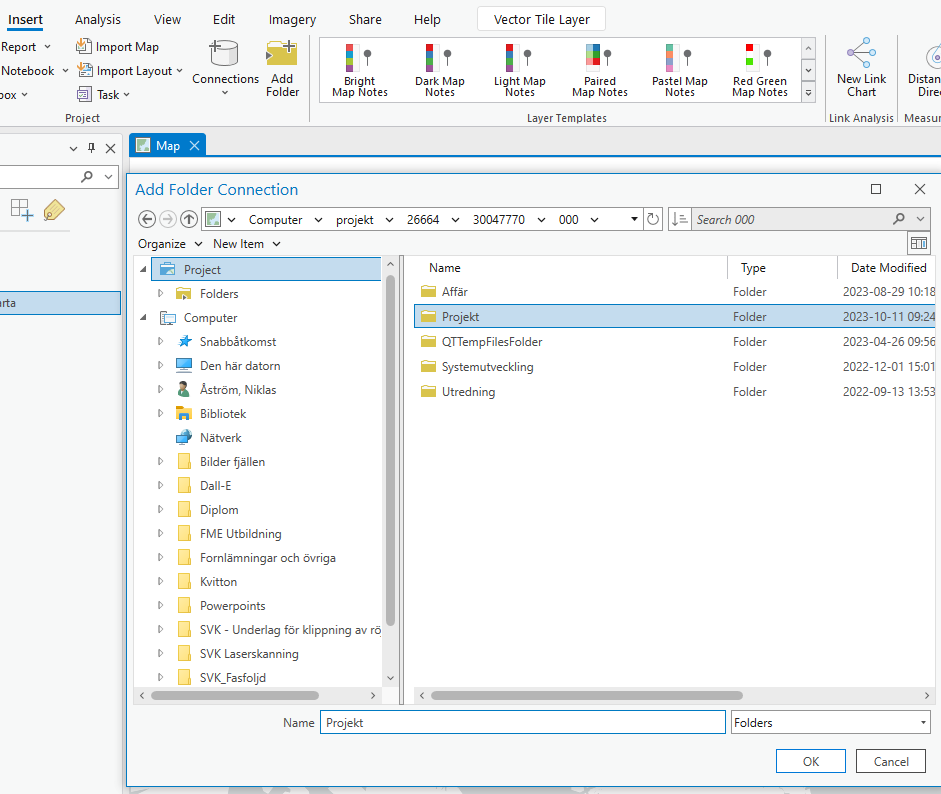 Insert Analysis View Edit Imagery Share Help Vector Tile Layer
Report Import Map
Notebook Import Layout
box Task
Connections
Add
Folder
Bright
Map Notes
Dark Map
Notes
Light Map
Notes
Paired
Map Notes
Pastel Map
Notes
Red Green
Map Notes
New Link
Chart
Distan
Direc
Project
Layer Templates
Link Analysis
Measu
Map
Add Folder Connection
Computer projekt 26664 30047770 000
Search 000
Organize New Item
arta
Project
Folders
Computer
Snabbåtkomst
Den här datorn
Åström, Niklas
Bibliotek
Nätverk
Bilder fjällen
Dall-E
Diplom
FME Utbildning
Fornlämningar och övriga
Kvitton
Powerpoints
SVK - Underlag för klippning av röj
SVK Laserskanning
SVK_Fasfoljd
Name Type Date Modified
Affär Folder 2023-08-29 10:18
Projekt Folder 2023-10-11 09:24
QTTempFilesFolder Folder 2023-04-26 09:56
Systemutveckling Folder 2022-12-01 15:01
Utredning Folder 2022-09-13 13:53
Name Projekt Folders
OK Cancel